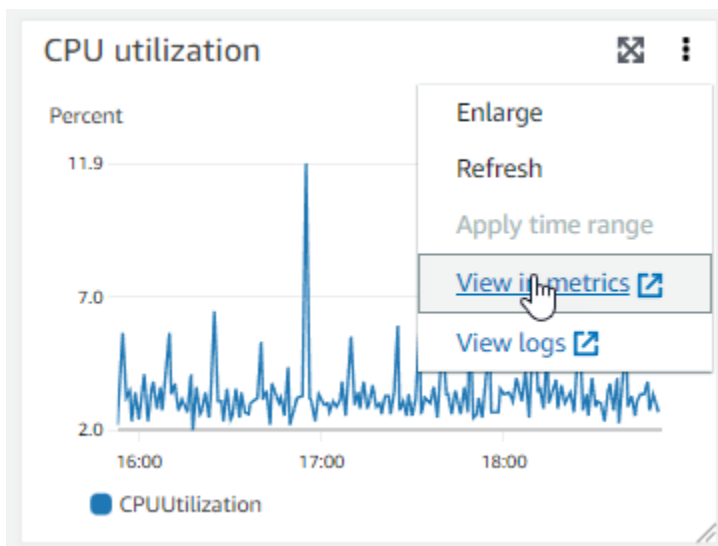 CPU utilization
Percent
11.9
7.0
2.0
16:00 17:00 18:00
CPUUtilization
Enlarge
Refresh
Apply time range
View in metrics
View logs